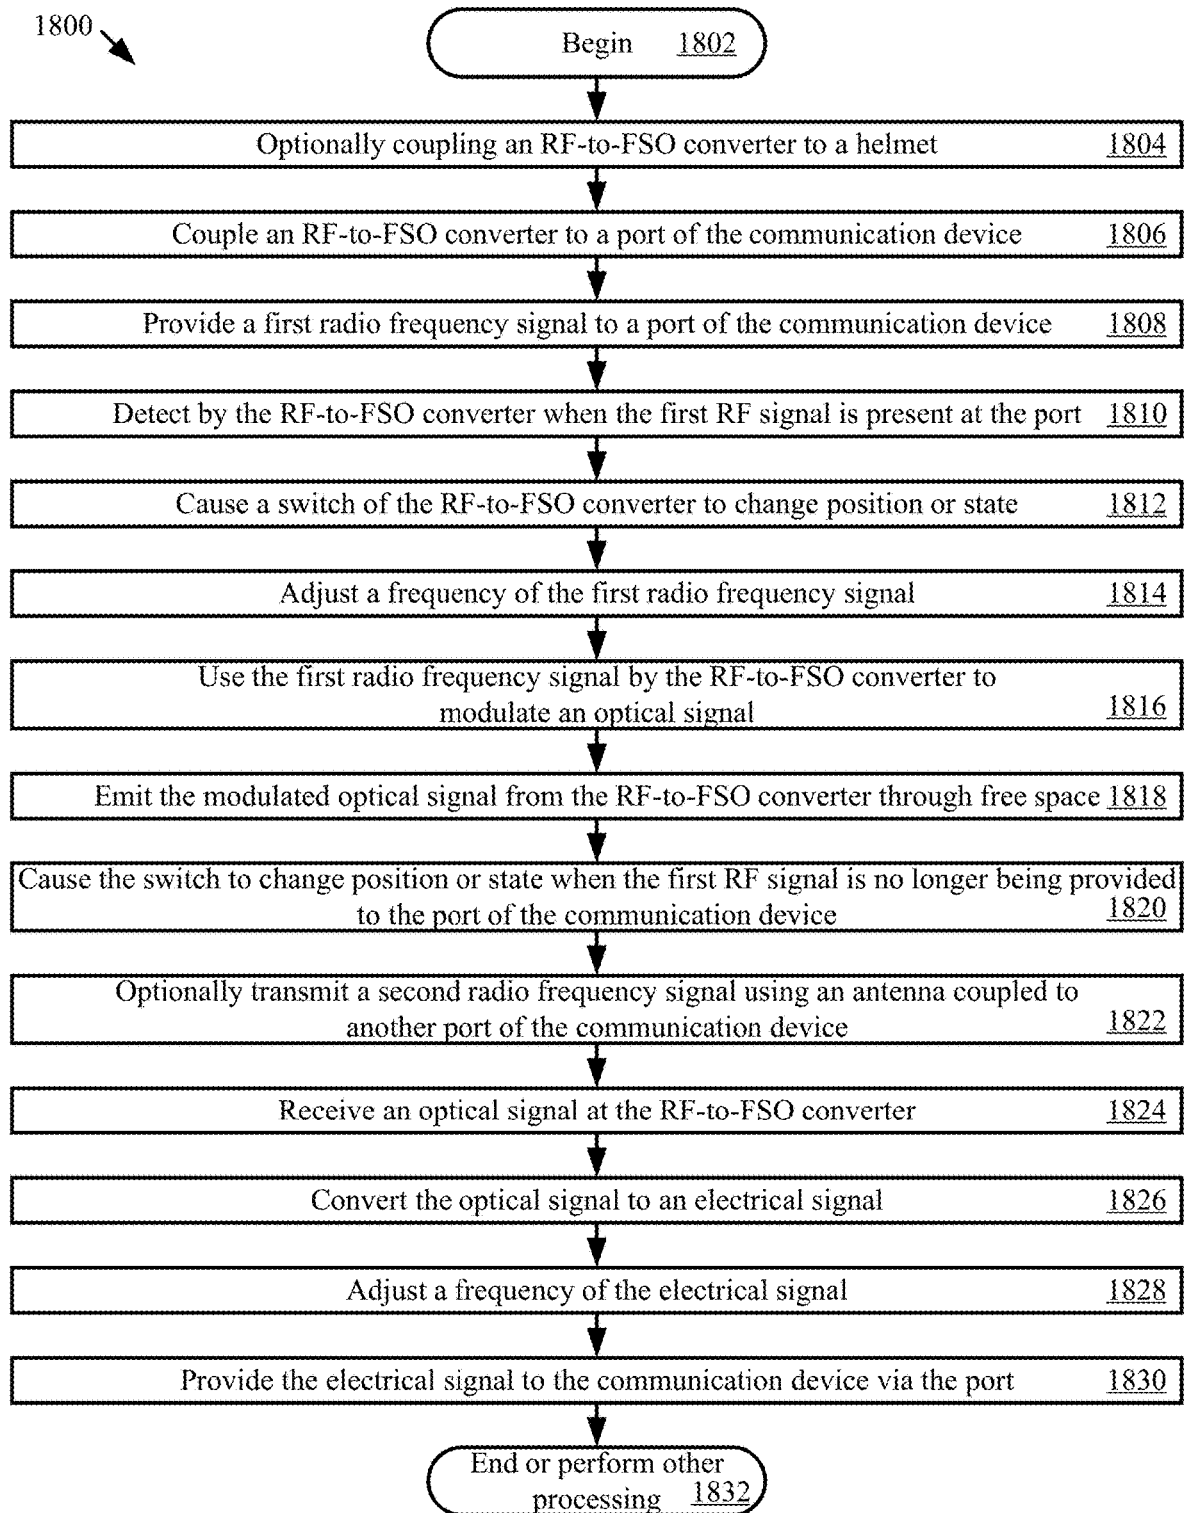 1800
Begin 1802
Optionally coupling an RF-to-FSO converter to a helmet 1804
Couple an RF-to-FSO converter to a port of the communication device 1806
Provide a first radio frequency signal to a port of the communication device 1808
Detect by the RF-to-FSO converter when the first RF signal is present at the port 1810
Cause a switch of the RF-to-FSO converter to change position or state 1812
Adjust a frequency of the first radio frequency signal 1814
Use the first radio frequency signal by the RF-to-FSO converter to
modulate an optical signal 1816
Emit the modulated optical signal from the RF-to-FSO converter through free space 1818
Cause the switch to change position or state when the first RF signal is no longer being provided
to the port of the communication device 1820
Optionally transmit a second radio frequency signal using an antenna coupled to
another port of the communication device 1822
Receive an optical signal at the RF-to-FSO converter 1824
Convert the optical signal to an electrical signal 1826
Adjust a frequency of the electrical signal 1828
Provide the electrical signal to the communication device via the port 1830
End or perform other
processing 1832